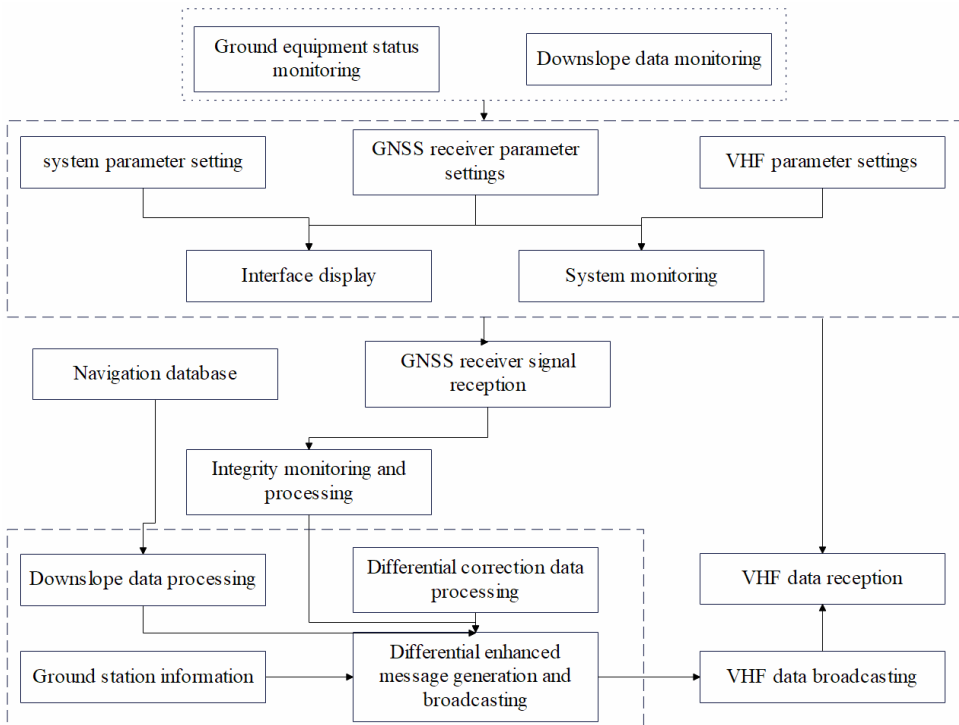 Ground equipment status
monitoring
Downslope data monitoring
system parameter setting
GNSS receiver parameter
settings
VHF parameter settings
Interface display
System monitoring
Navigation database
GNSS receiver signal
reception
Integrity monitoring and
processing
Downslope data processing
Differential correction data
processing
VHF data reception
Ground station information
Differential enhanced
message generation and
broadcasting
VHF data broadcasting